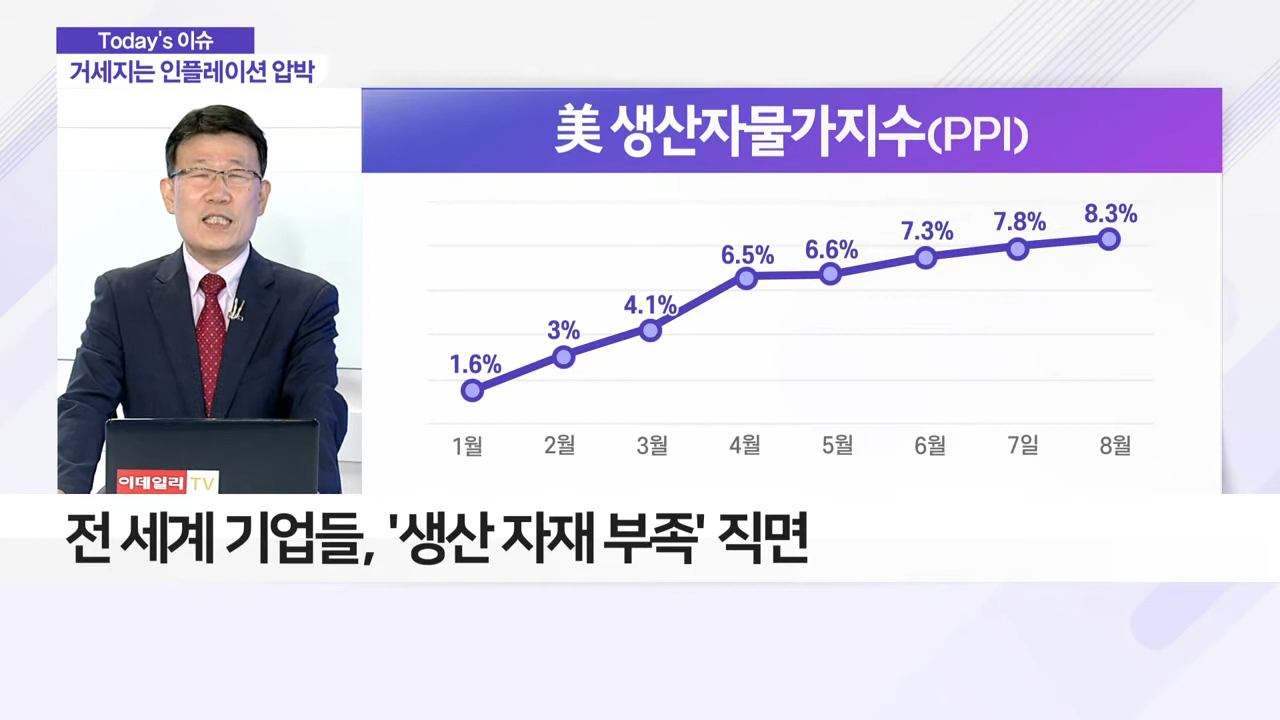 Today's 이슈
거세지는 인플레이션 압박
美 생산자물가지수(PPI)
1.6%
3%
4.1%
6.5%
6.6%
7.3%
7.8%
8.3%
1월
2월
3월
4월
5월
6월
7일
8월
이데일리 TV
전 세계 기업들, '생산 자재 부족' 직면